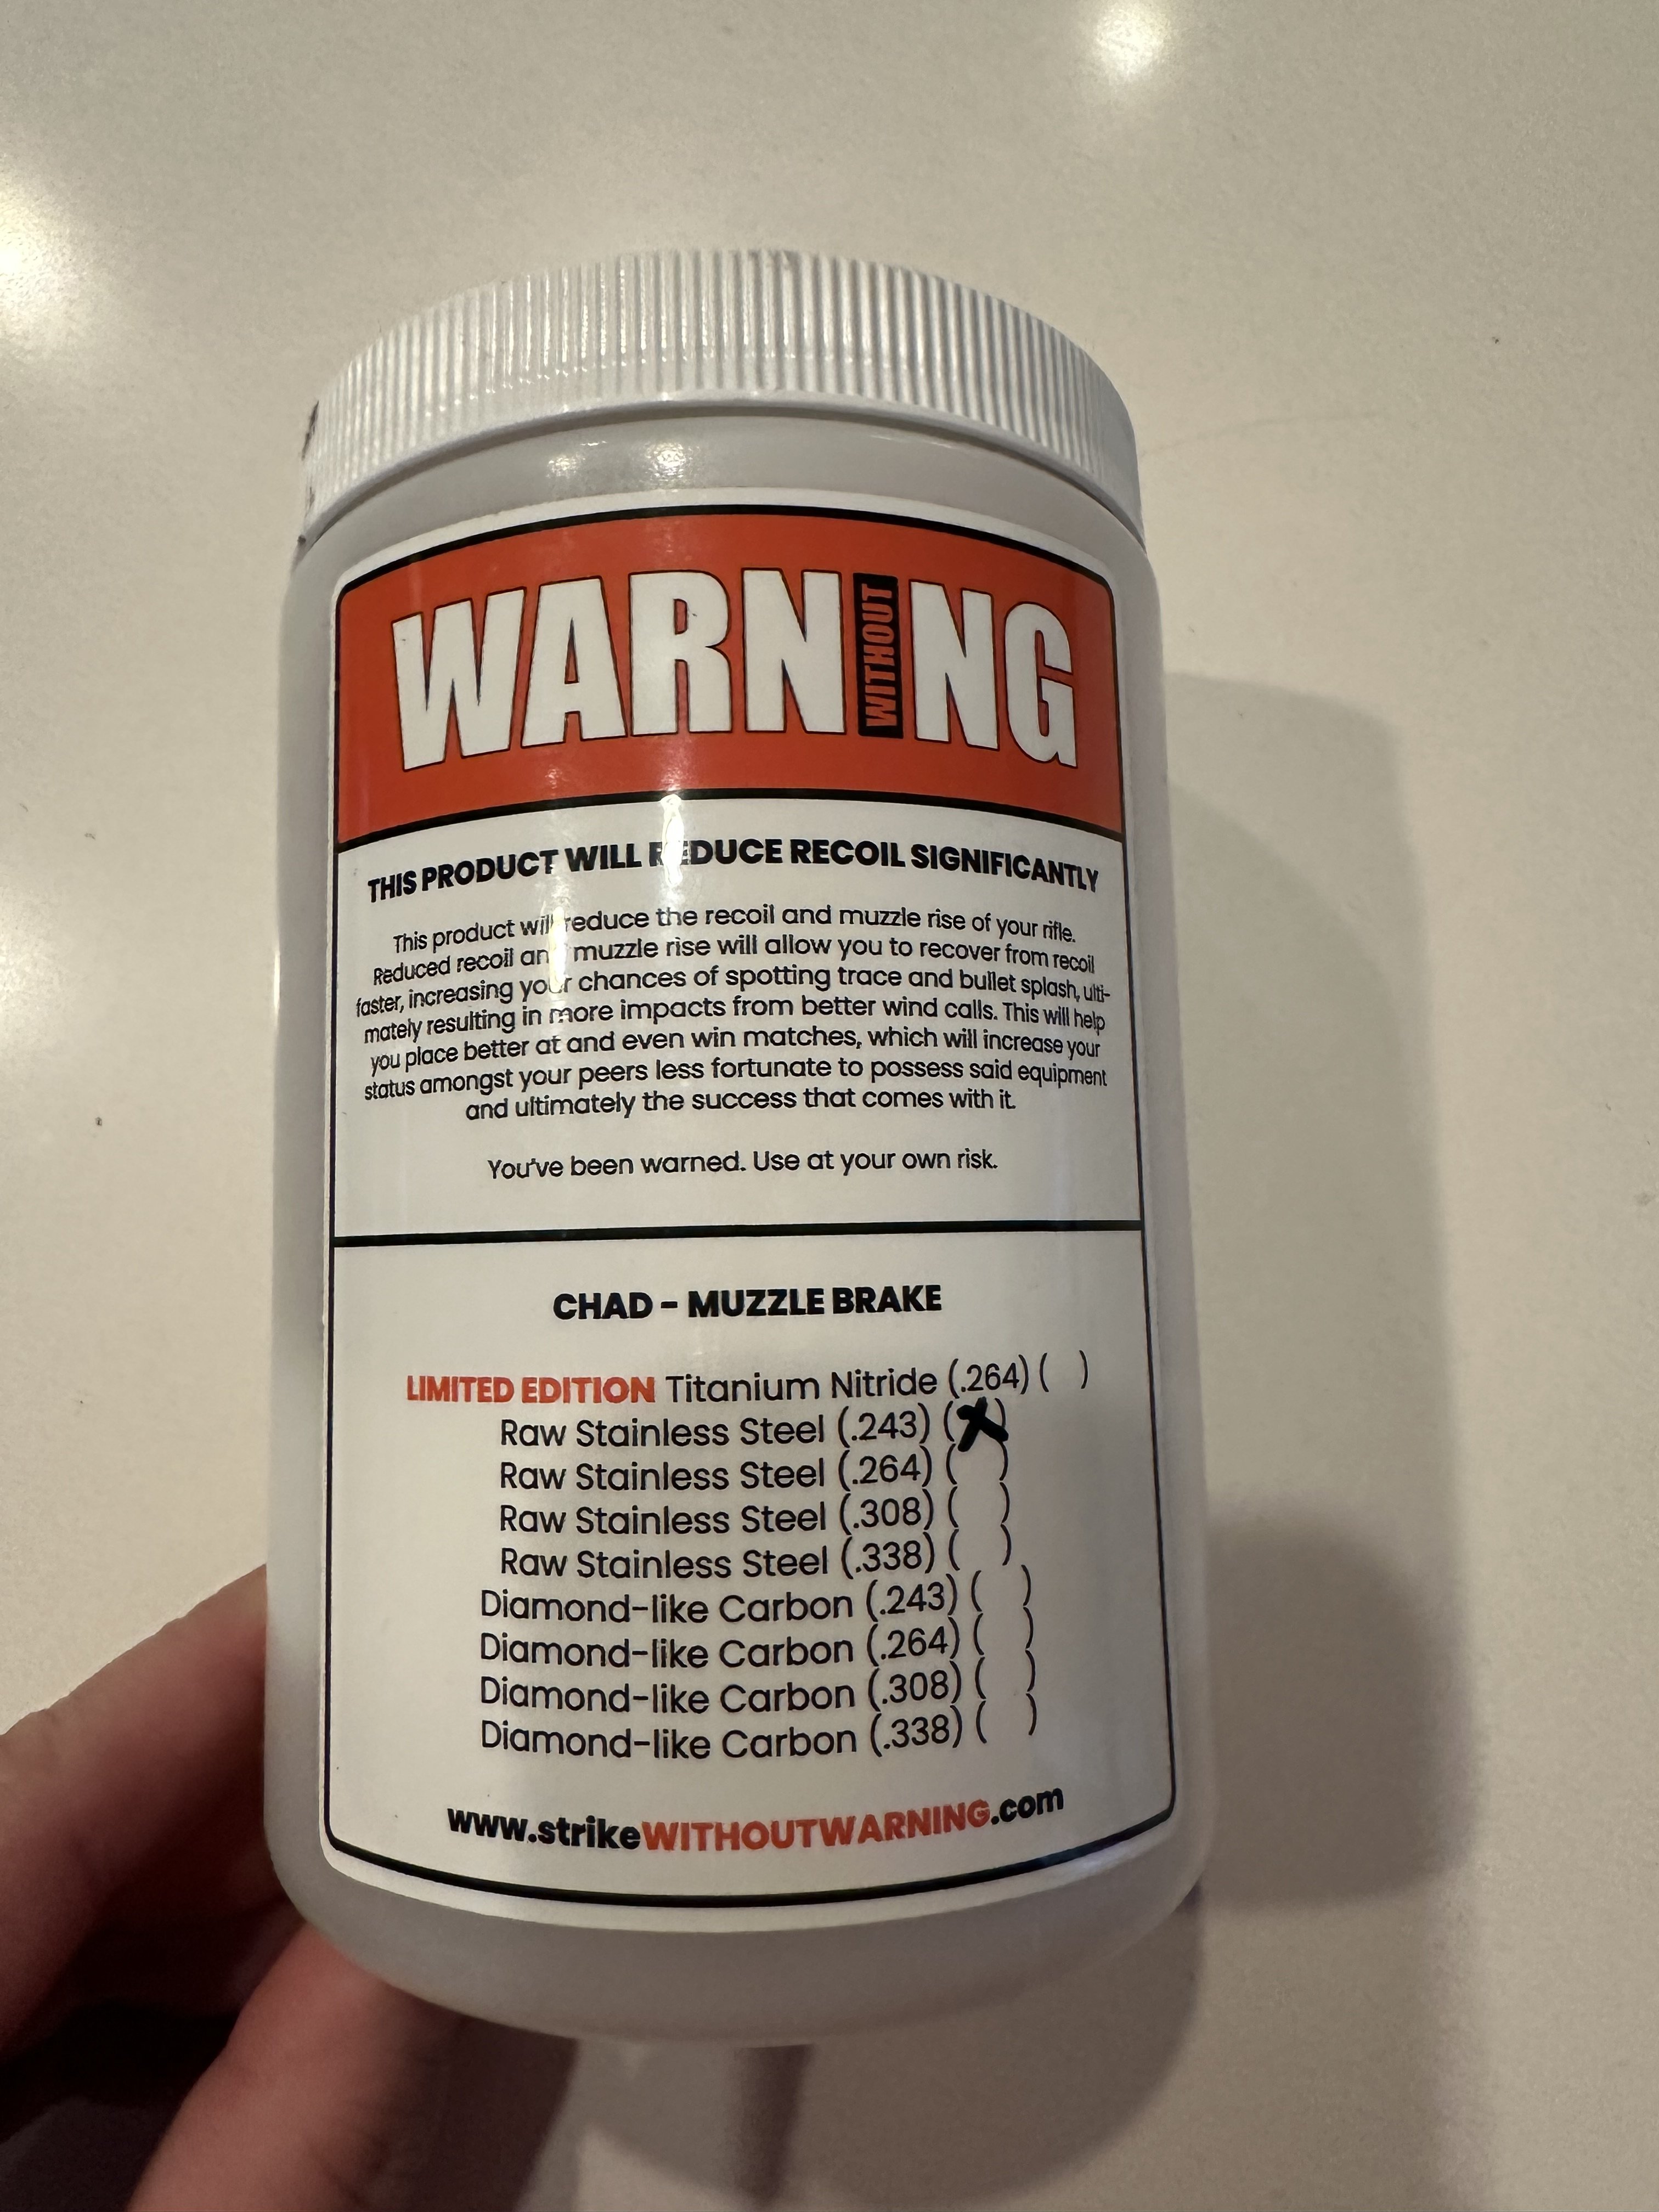 WARNING
WITHOUT
THIS PRODUCT WILL REDUCE RECOIL SIGNIFICANTLY
This product will reduce the recoil and muzzle rise of your rifle.
Reduced recoil and muzzle rise will allow you to recover from recoil
faster, increasing your chances of spotting trace and bullet splash, ulti-
mately resulting in more impacts from better wind calls. This will help
you place better at and even win matches, which will increase your
status amongst your peers less fortunate to possess said equipment
and ultimately the success that comes with it.
You've been warned. Use at your own risk.
CHAD - MUZZLE BRAKE
LIMITED EDITION Titanium Nitride (.264) ( )
Raw Stainless Steel (.243) (X)
Raw Stainless Steel (.264) ( )
Raw Stainless Steel (.308) ( )
Raw Stainless Steel (.338) ( )
Diamond-like Carbon (.243) ( )
Diamond-like Carbon (.264) ( )
Diamond-like Carbon (.308) ( )
Diamond-like Carbon (.338) ( )
www.strikeWITHOUTWARNING.com